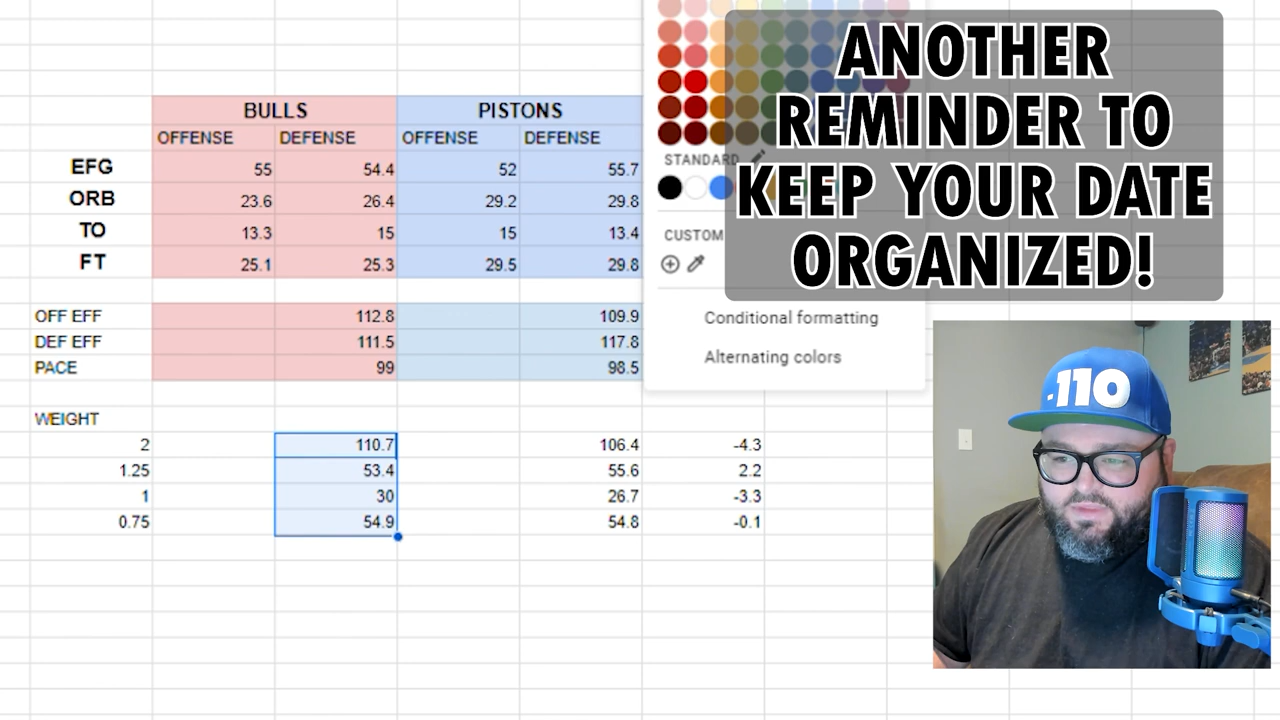 ANOTHER
REMINDER TO
KEEP YOUR DATE
ORGANIZED!
BULLS PISTONS
OFFENSE DEFENSE OFFENSE DEFENSE
EFG 55 54.4 52 55.7
ORB 23.6 26.4 29.2 29.8
TO 13.3 15 15 13.4
FT 25.1 25.3 29.5 29.8
OFF EFF 112.8 109.9
DEF EFF 111.5 117.8
PACE 99 98.5
WEIGHT
2 110.7 106.4 -4.3
1.25 53.4 55.6 2.2
1 30 26.7 -3.3
0.75 54.9 54.8 -0.1
STANDARD
CUSTOM
Conditional formatting
Alternating colors
-110